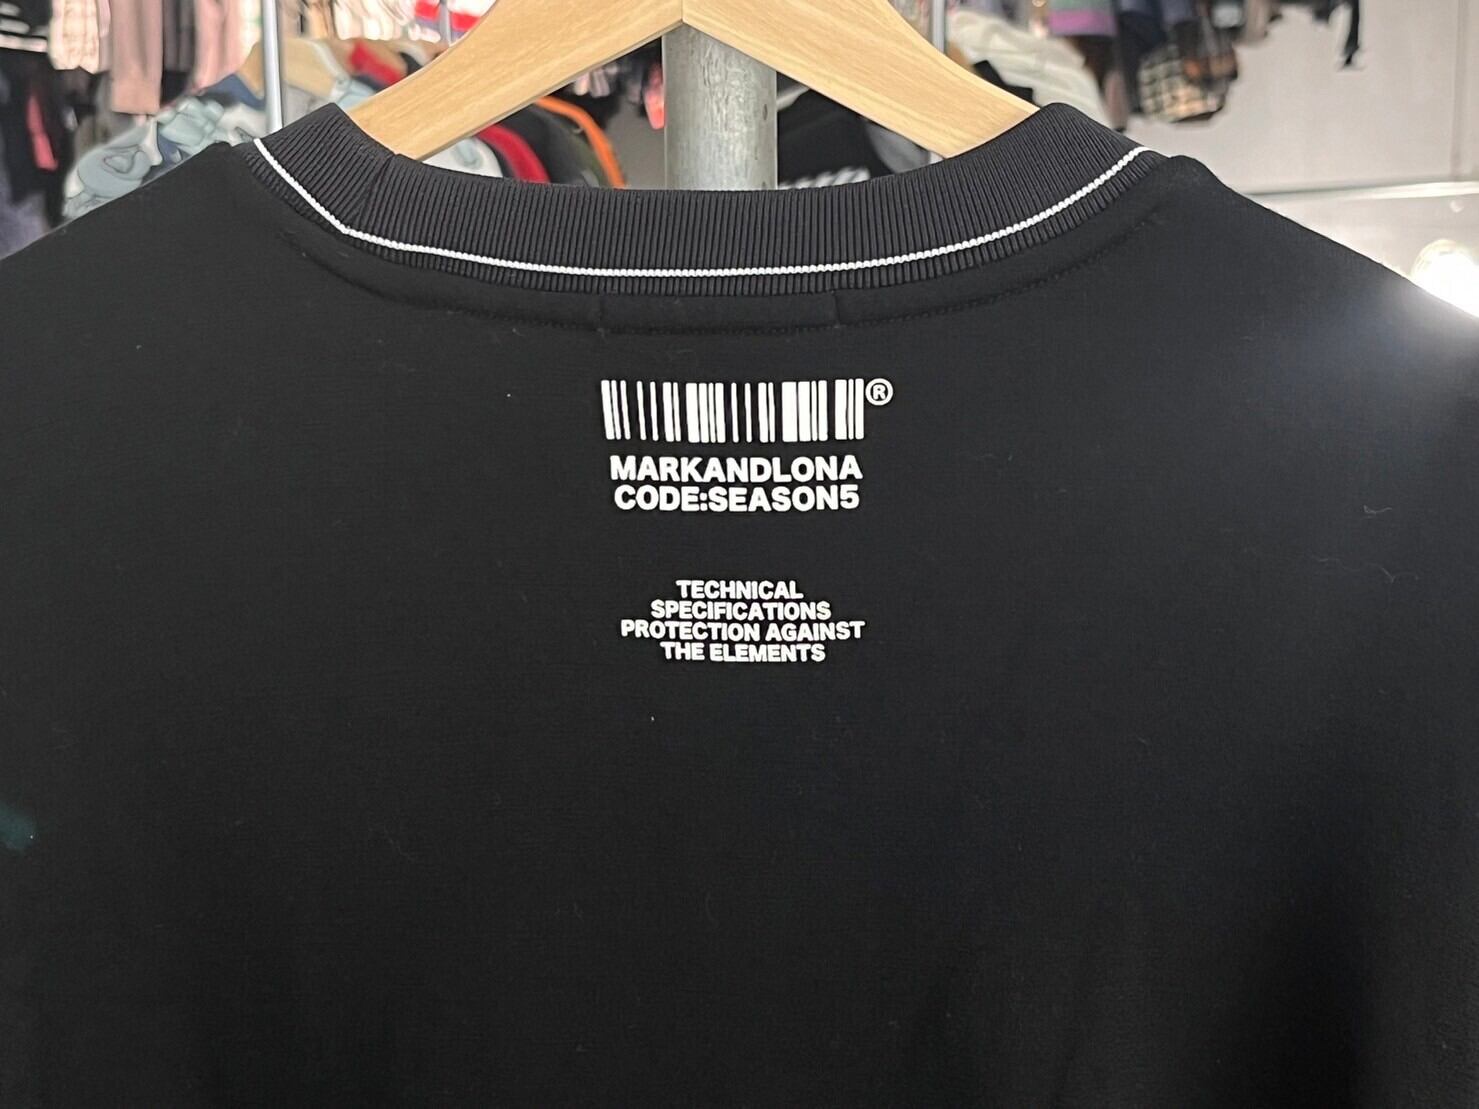 ®
MARKANDLONA
CODE:SEASON5
TECHNICAL
SPECIFICATIONS
PROTECTION AGAINST
THE ELEMENTS